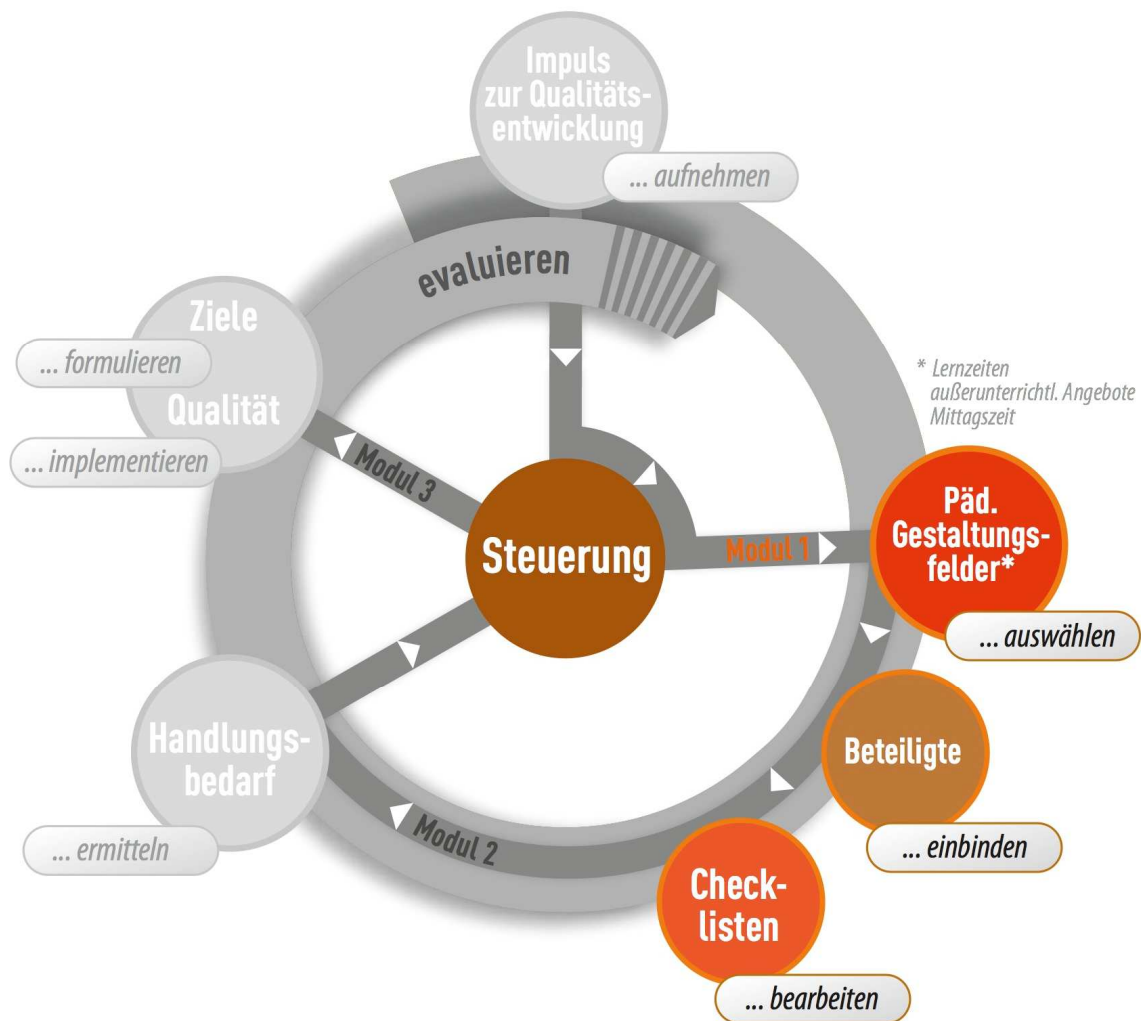 Impuls
zur Qualitäts-
entwicklung
... aufnehmen
evaluieren
Ziele
... formulieren
Qualität
... implementieren
Modul 3
* Lernzeiten
außerunterrichtl. Angebote
Mittagszeit
Päd.
Gestaltungs-
felder*
... auswählen
Modul 1
Steuerung
Beteiligte
... einbinden
Handlungs-
bedarf
... ermitteln
Modul 2
Check-
listen
... bearbeiten